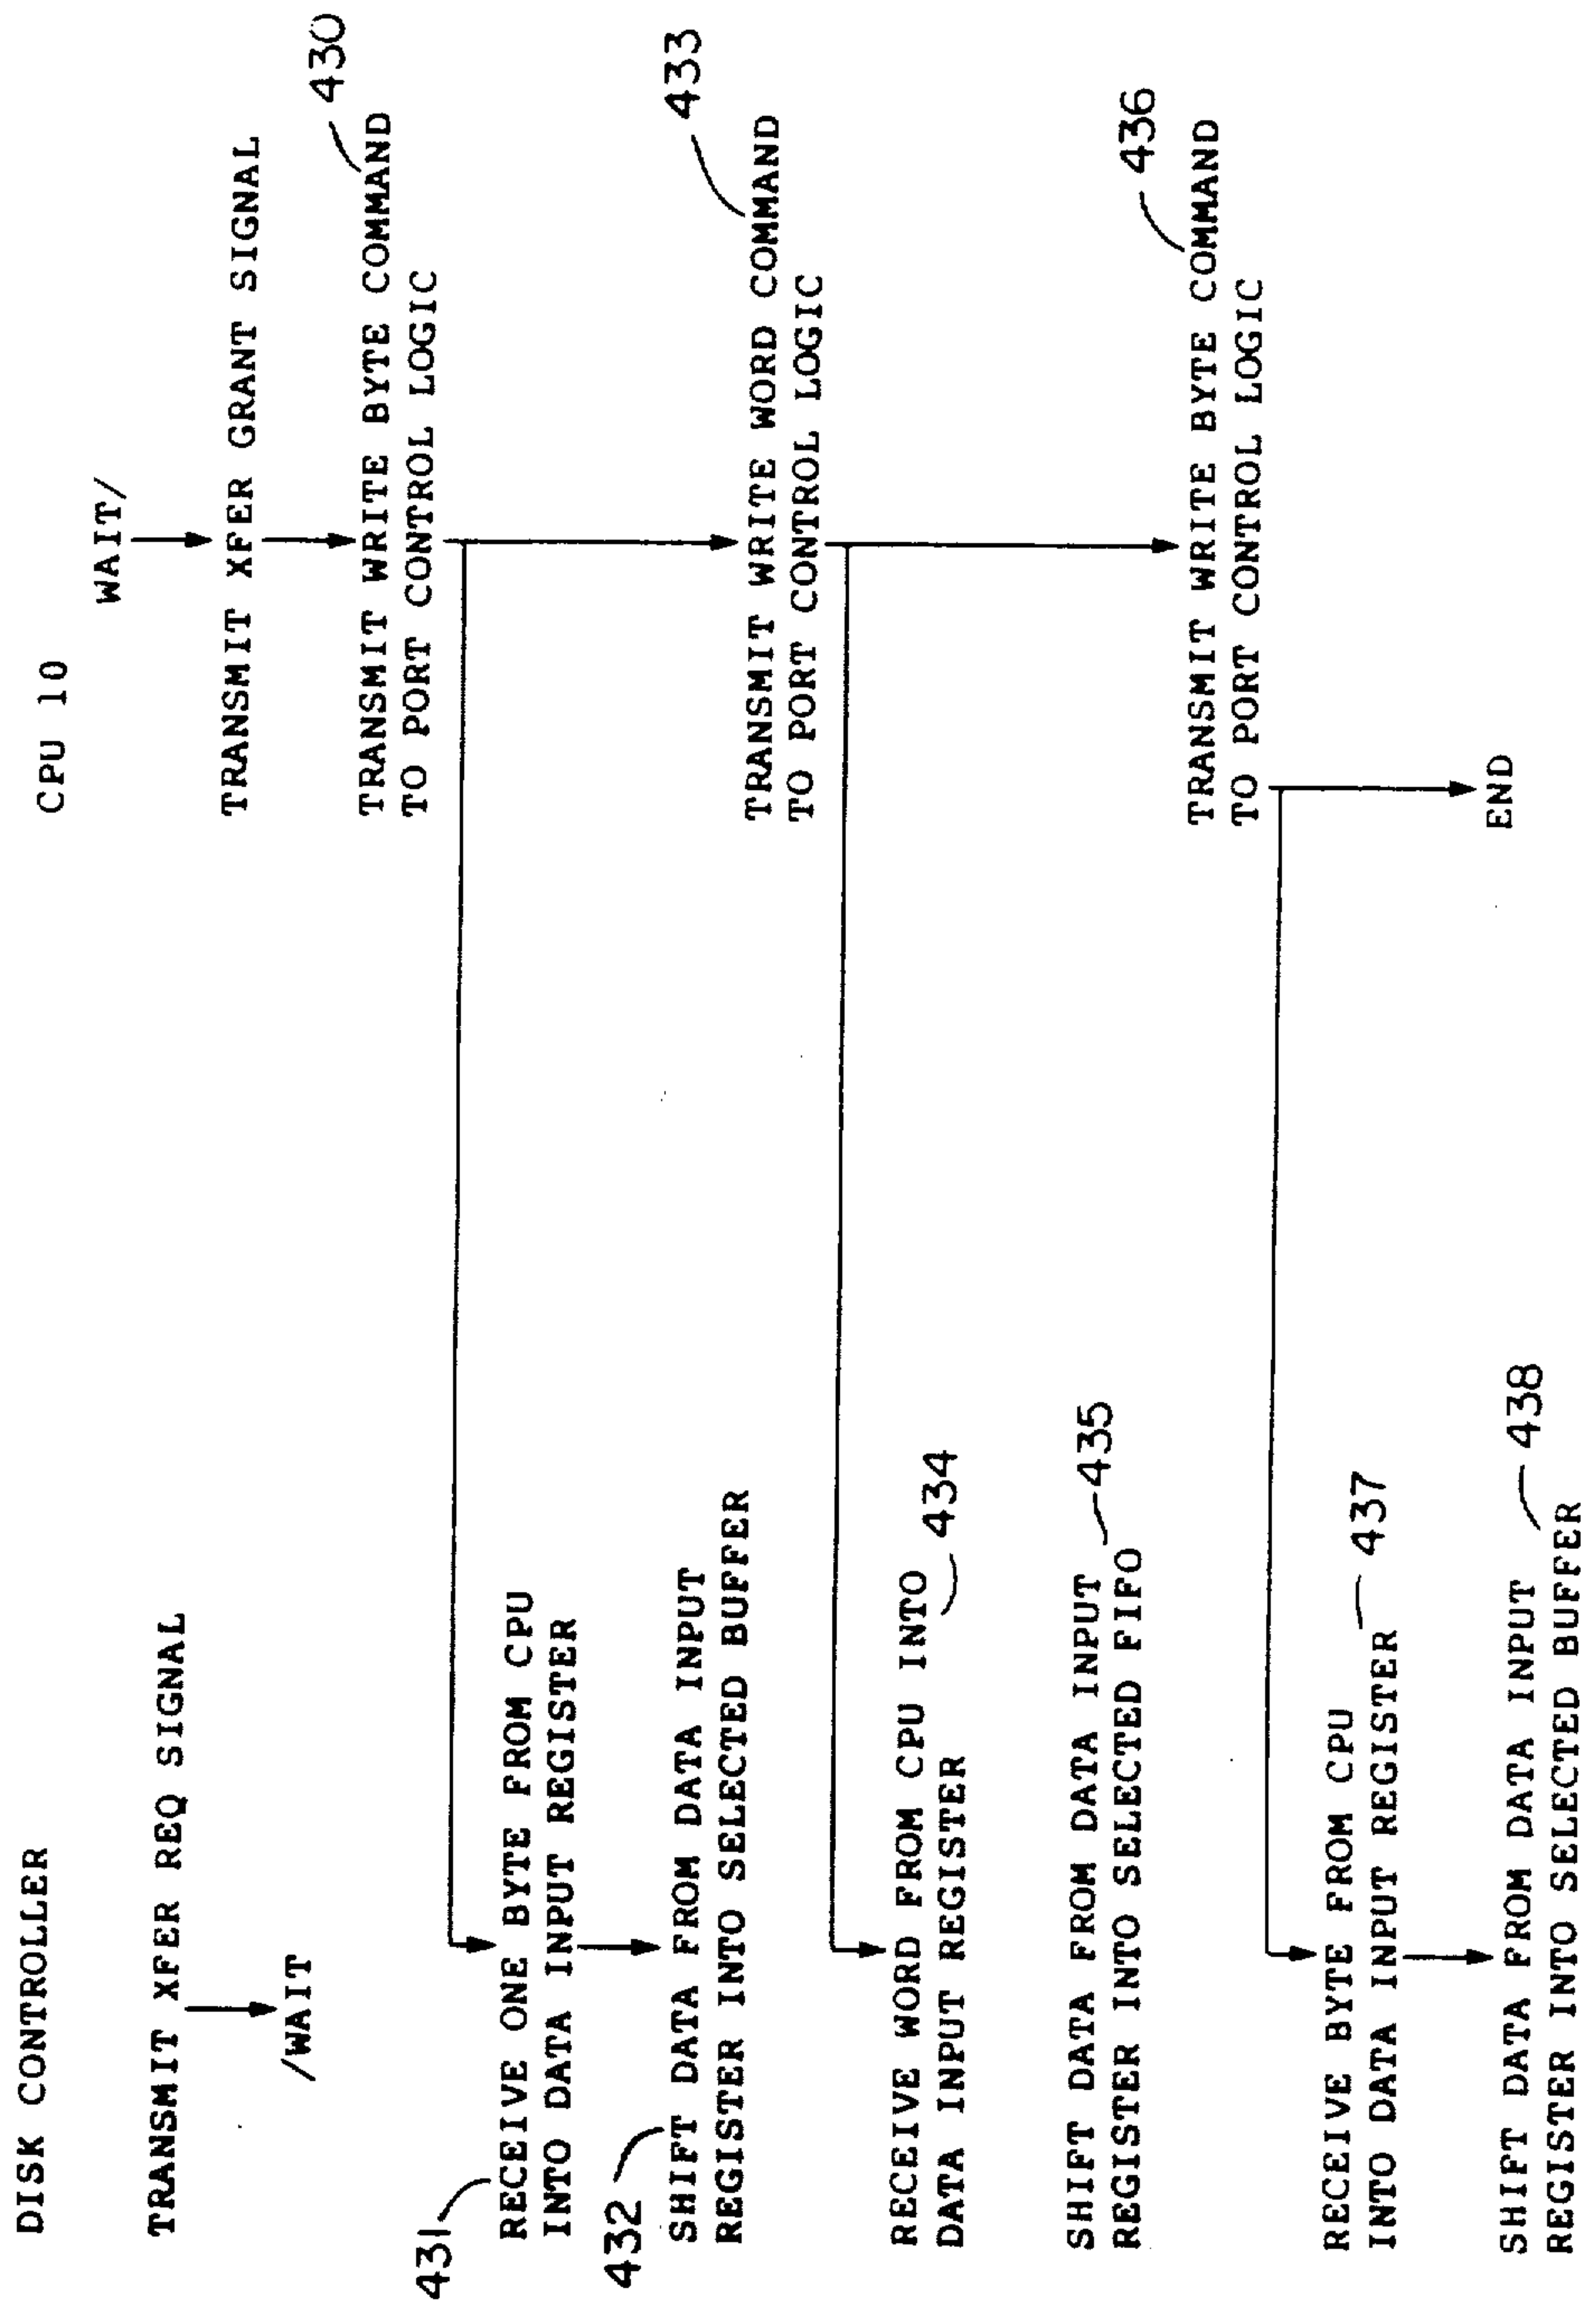 DISK CONTROLLER
CPU 10
WAIT/
TRANSMIT XFER REQ SIGNAL
TRANSMIT XFER GRANT SIGNAL
/WAIT
430
TRANSMIT WRITE BYTE COMMAND
TO PORT CONTROL LOGIC
431
RECEIVE ONE BYTE FROM CPU
INTO DATA INPUT REGISTER
432
SHIFT DATA FROM DATA INPUT
REGISTER INTO SELECTED BUFFER
433
TRANSMIT WRITE WORD COMMAND
TO PORT CONTROL LOGIC
RECEIVE WORD FROM CPU INTO
DATA INPUT REGISTER
434
SHIFT DATA FROM DATA INPUT
REGISTER INTO SELECTED FIFO
435
436
TRANSMIT WRITE BYTE COMMAND
TO PORT CONTROL LOGIC
RECEIVE BYTE FROM CPU
INTO DATA INPUT REGISTER
437
END
SHIFT DATA FROM DATA INPUT
REGISTER INTO SELECTED BUFFER
438